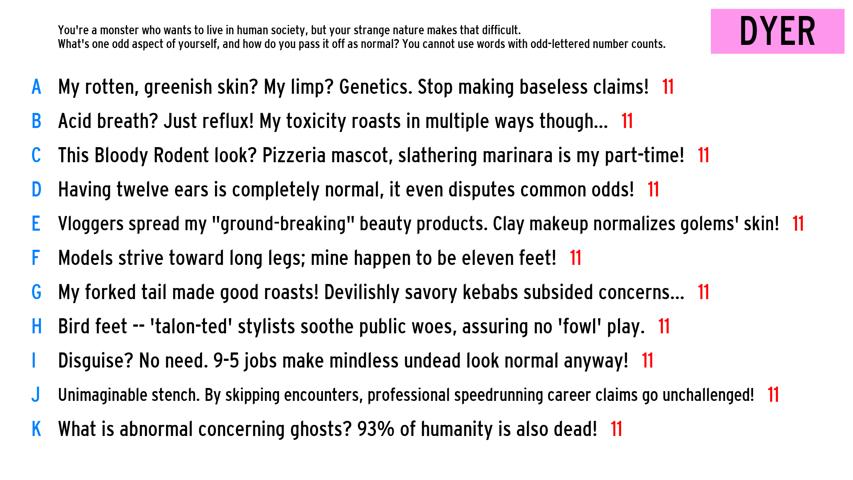 You're a monster who wants to live in human society, but your strange nature makes that difficult.
What's one odd aspect of yourself, and how do you pass it off as normal? You cannot use words with odd-lettered number counts.
DYER
A My rotten, greenish skin? My limp? Genetics. Stop making baseless claims! 11
B Acid breath? Just reflux! My toxicity roasts in multiple ways though... 11
C This Bloody Rodent look? Pizzeria mascot, slathering marinara is my part-time! 11
D Having twelve ears is completely normal, it even disputes common odds! 11
E Vloggers spread my "ground-breaking" beauty products. Clay makeup normalizes golems' skin! 11
F Models strive toward long legs; mine happen to be eleven feet! 11
G My forked tail made good roasts! Devilishly savory kebabs subsided concerns... 11
H Bird feet -- 'talon-ted' stylists soothe public woes, assuring no 'fowl' play. 11
I Disguise? No need. 9-5 jobs make mindless undead look normal anyway! 11
J Unimaginable stench. By skipping encounters, professional speedrunning career claims go unchallenged! 11
K What is abnormal concerning ghosts? 93% of humanity is also dead! 11